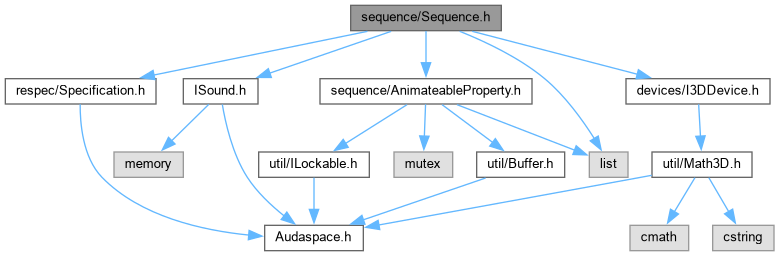 sequence/Sequence.h
respec/Specification.h
ISound.h
sequence/AnimateableProperty.h
devices/I3DDevice.h
memory
util/ILockable.h
mutex
util/Buffer.h
list
util/Math3D.h
Audaspace.h
cmath
cstring